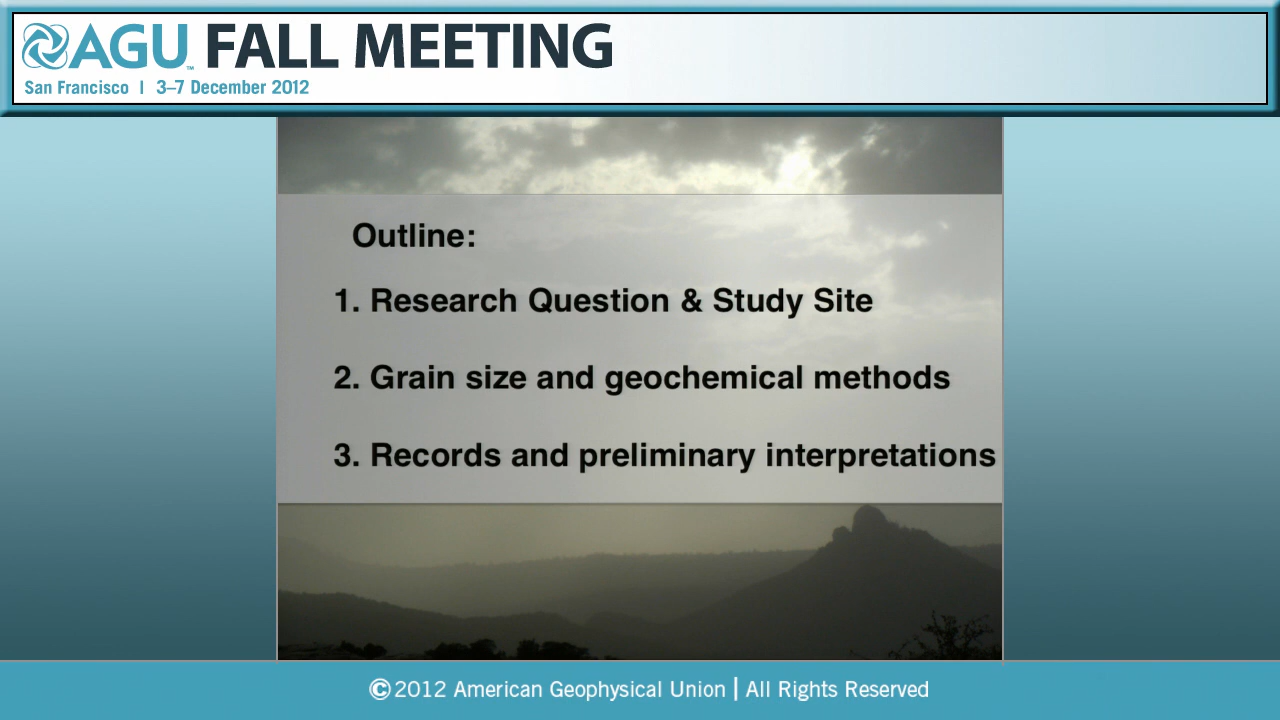 AGU™ FALL MEETING
San Francisco | 3–7 December 2012
Outline:
1. Research Question & Study Site
2. Grain size and geochemical methods
3. Records and preliminary interpretations
©2012 American Geophysical Union | All Rights Reserved